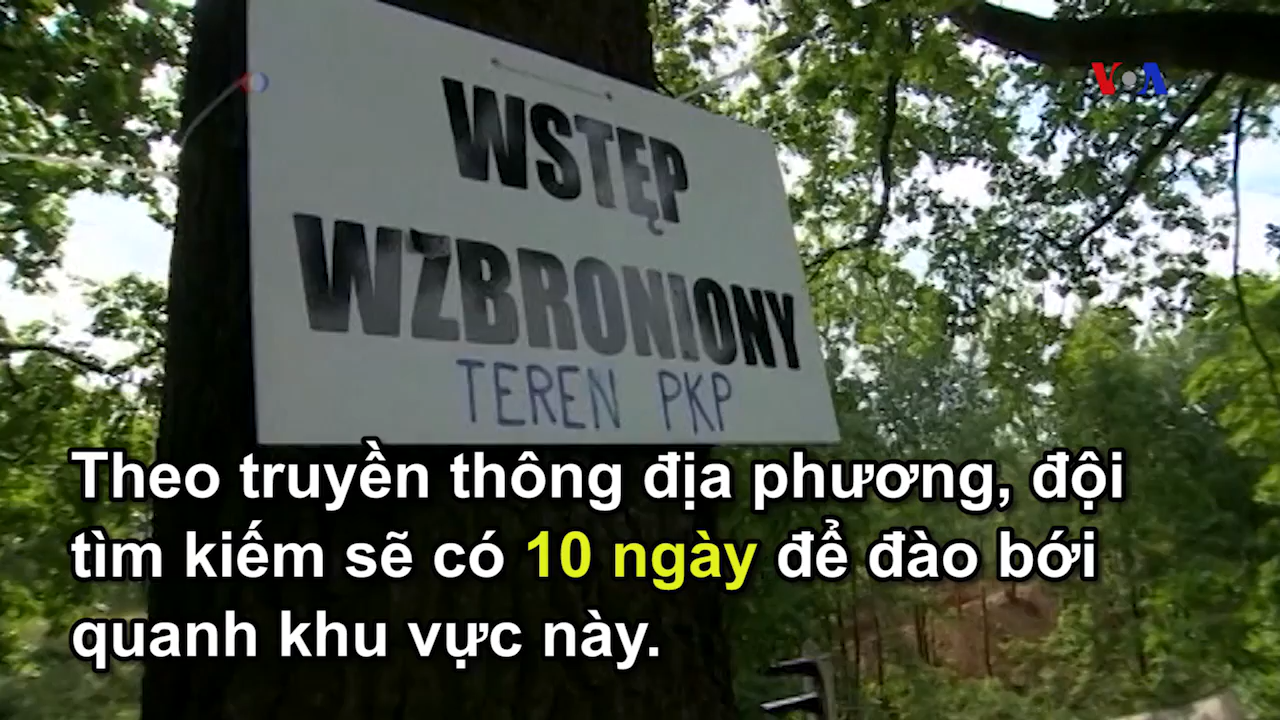 VOA
WSTĘP
WZBRONIONY
TEREN PKP
Theo truyền thông địa phương, đội
tìm kiếm sẽ có 10 ngày để đào bới
quanh khu vực này.